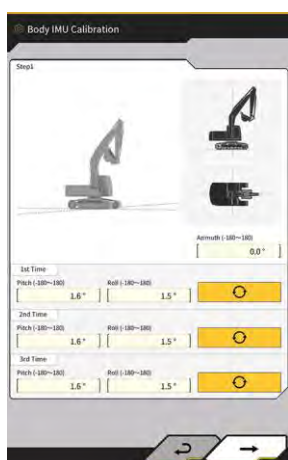 Body IMU Calibration
Step1
Azimuth (-180~180)
0.0°
1st Time
Pitch (-180~180) Roll (-180~180)
1.6° 1.5°
2nd Time
Pitch (-180~180) Roll (-180~180)
1.6° 1.5°
3rd Time
Pitch (-180~180) Roll (-180~180)
1.6° 1.5°